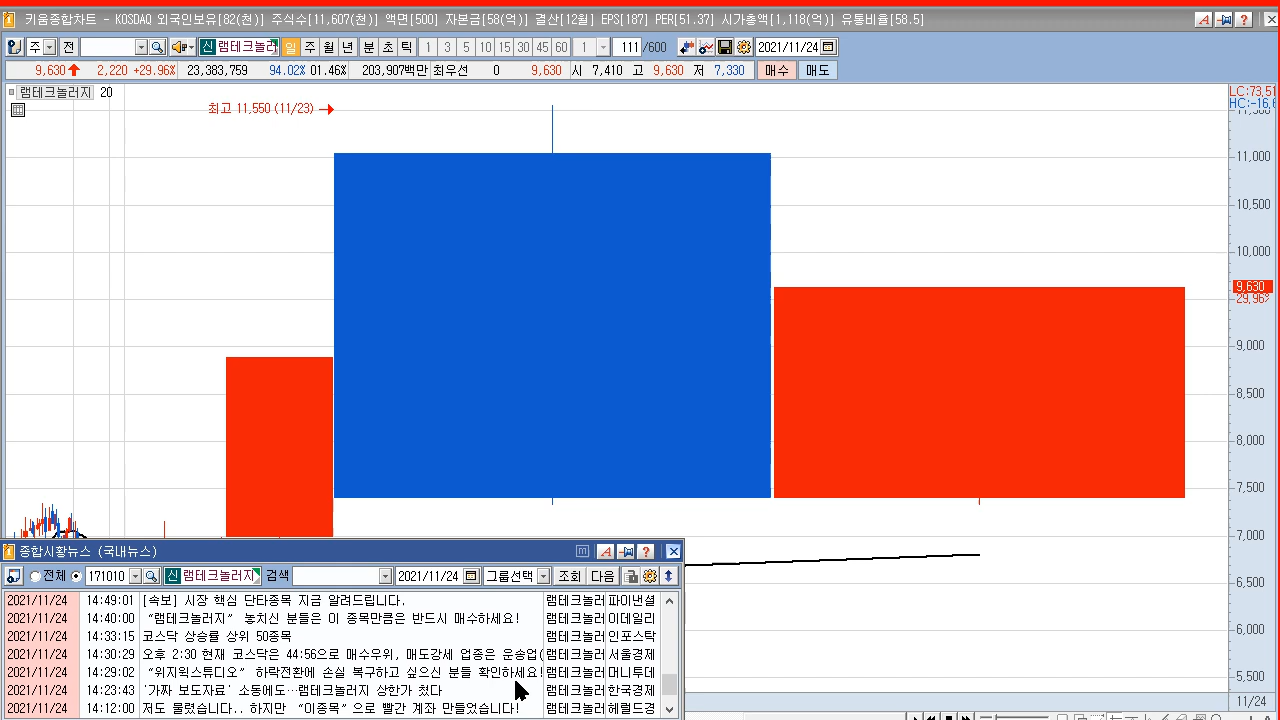 키움종합차트 - KOSDAQ 외국인보유[82(천)] 주식수[11,607(천)] 액면[500] 자본금[58(억)] 결산[12월] EPS[187] PER[51.37] 시가총액[1,118(억)] 유통비율[58.5]
주 전 신 램테크놀러 일 주 월 년 분 초 틱 1 3 5 10 15 30 45 60 1 111 /600 2021/11/24
9,630 2,220 +29.96% 23,383,759 94.02% 01.46% 203,907백만 최우선 0 9,630 시 7,410 고 9,630 저 7,330 매수 매도
램테크놀러지 20
LC:73,51
최고 11,550 (11/23)
11,000
10,500
10,000
9,630
29,96%
9,000
8,500
8,000
7,500
7,000
6,500
6,000
5,500
11/24
종합시황뉴스 (국내뉴스)
전체 171010 신 램테크놀러지 검색 2021/11/24 그룹선택 조회 다음
2021/11/24 14:49:01 [속보] 시장 핵심 단타종목 지금 알려드립니다. 램테크놀러 파이낸셜
2021/11/24 14:40:00 “램테크놀러지” 놓치신 분들은 이 종목만큼은 반드시 매수하세요! 램테크놀러 이데일리
2021/11/24 14:33:15 코스닥 상승률 상위 50종목 램테크놀러 인포스탁
2021/11/24 14:30:29 오후 2:30 현재 코스닥은 44:56으로 매수우위, 매도강세 업종은 운송업( 램테크놀러 서울경제
2021/11/24 14:29:02 “위지윅스튜디오” 하락전환에 손실 복구하고 싶으신 분들 확인하세요! 램테크놀러 머니투데
2021/11/24 14:23:43 '가짜 보도자료' 소동에도…램테크놀러지 상한가 쳤다 램테크놀러 한국경제
2021/11/24 14:12:00 저도 물렸습니다.. 하지만 “이종목”으로 빨간 계좌 만들었습니다! 램테크놀러 헤럴드경